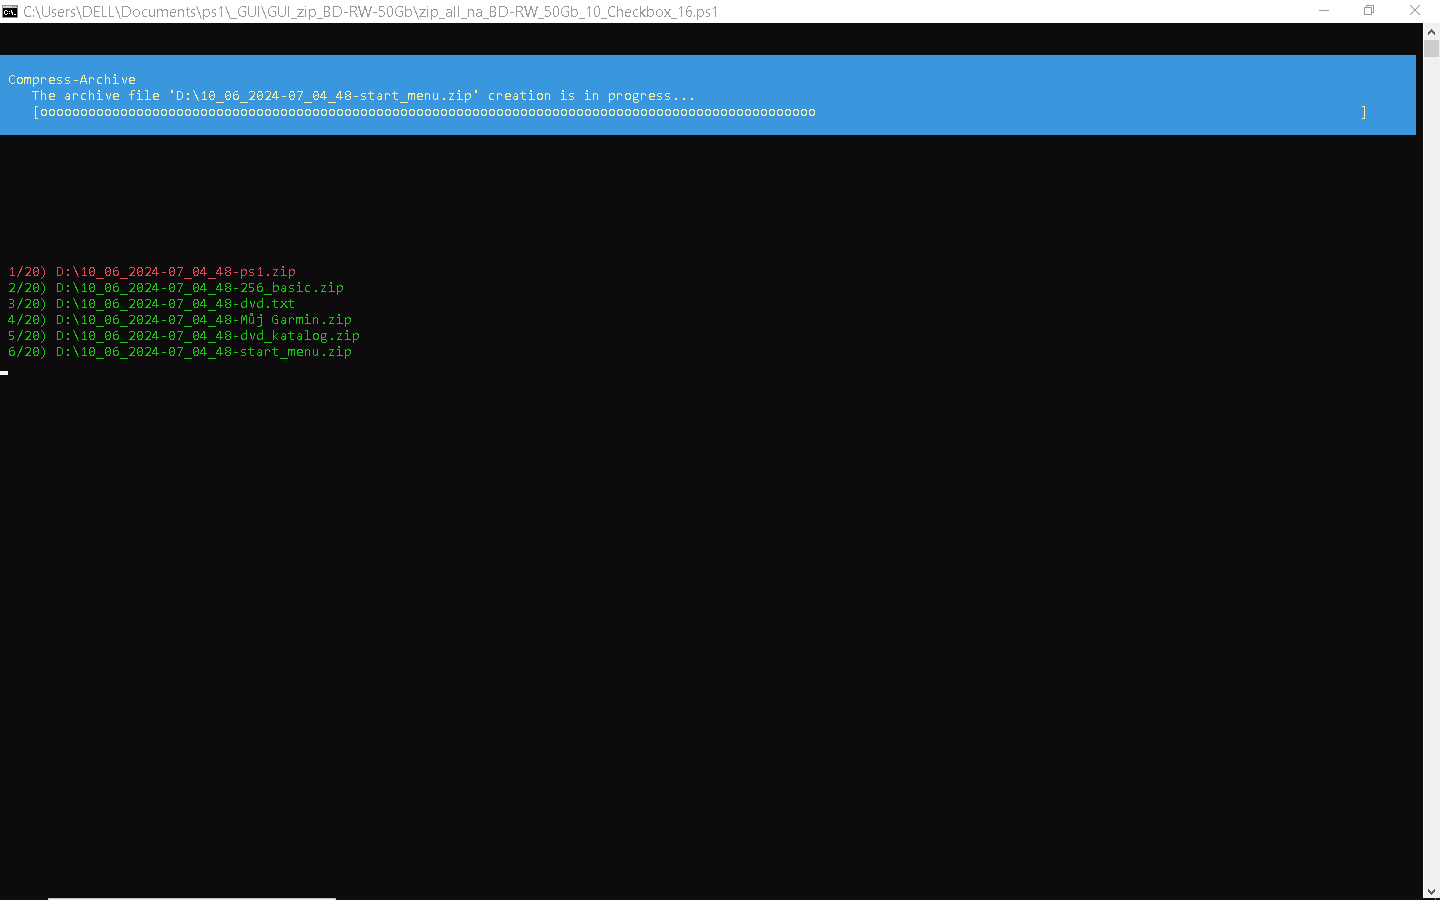 C:\Users\DELL\Documents\ps1\_GUI\GUI_zip_BD-RW-50Gb\zip_all_na_BD-RW_50Gb_10_Checkbox_16.ps1
Compress-Archive
The archive file 'D:\10_06_2024-07_04_48-start_menu.zip' creation is in progress...
[ooooooooooooooooooooooooooooooooooooooooooooooooooooooooooooooooooooooooooooooooooooooooooooooooo ]
1/20) D:\10_06_2024-07_04_48-ps1.zip
2/20) D:\10_06_2024-07_04_48-256_basic.zip
3/20) D:\10_06_2024-07_04_48-dvd.txt
4/20) D:\10_06_2024-07_04_48-Můj Garmin.zip
5/20) D:\10_06_2024-07_04_48-dvd_katalog.zip
6/20) D:\10_06_2024-07_04_48-start_menu.zip